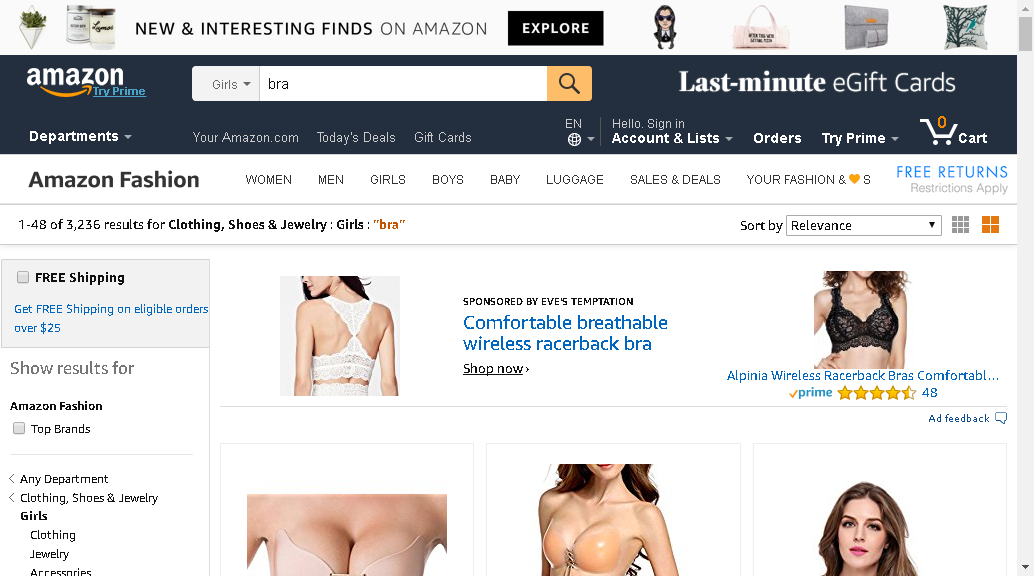 NEW & INTERESTING FINDS ON AMAZON
EXPLORE
amazon
Try Prime
Girls
bra
Last-minute eGift Cards
Departments
Your Amazon.com
Today's Deals
Gift Cards
EN
Hello. Sign in
Account & Lists
Orders
Try Prime
0
Cart
Amazon Fashion
WOMEN
MEN
GIRLS
BOYS
BABY
LUGGAGE
SALES & DEALS
YOUR FASHION & S
FREE RETURNS
Restrictions Apply
1-48 of 3,236 results for Clothing, Shoes & Jewelry : Girls : "bra"
Sort by
Relevance
FREE Shipping
Get FREE Shipping on eligible orders
over $25
Show results for
Amazon Fashion
Top Brands
Any Department
Clothing, Shoes & Jewelry
Girls
Clothing
Jewelry
Accessories
SPONSORED BY EVE'S TEMPTATION
Comfortable breathable
wireless racerback bra
Shop now ›
Alpinia Wireless Racerback Bras Comfortabl...
prime
48
Ad feedback